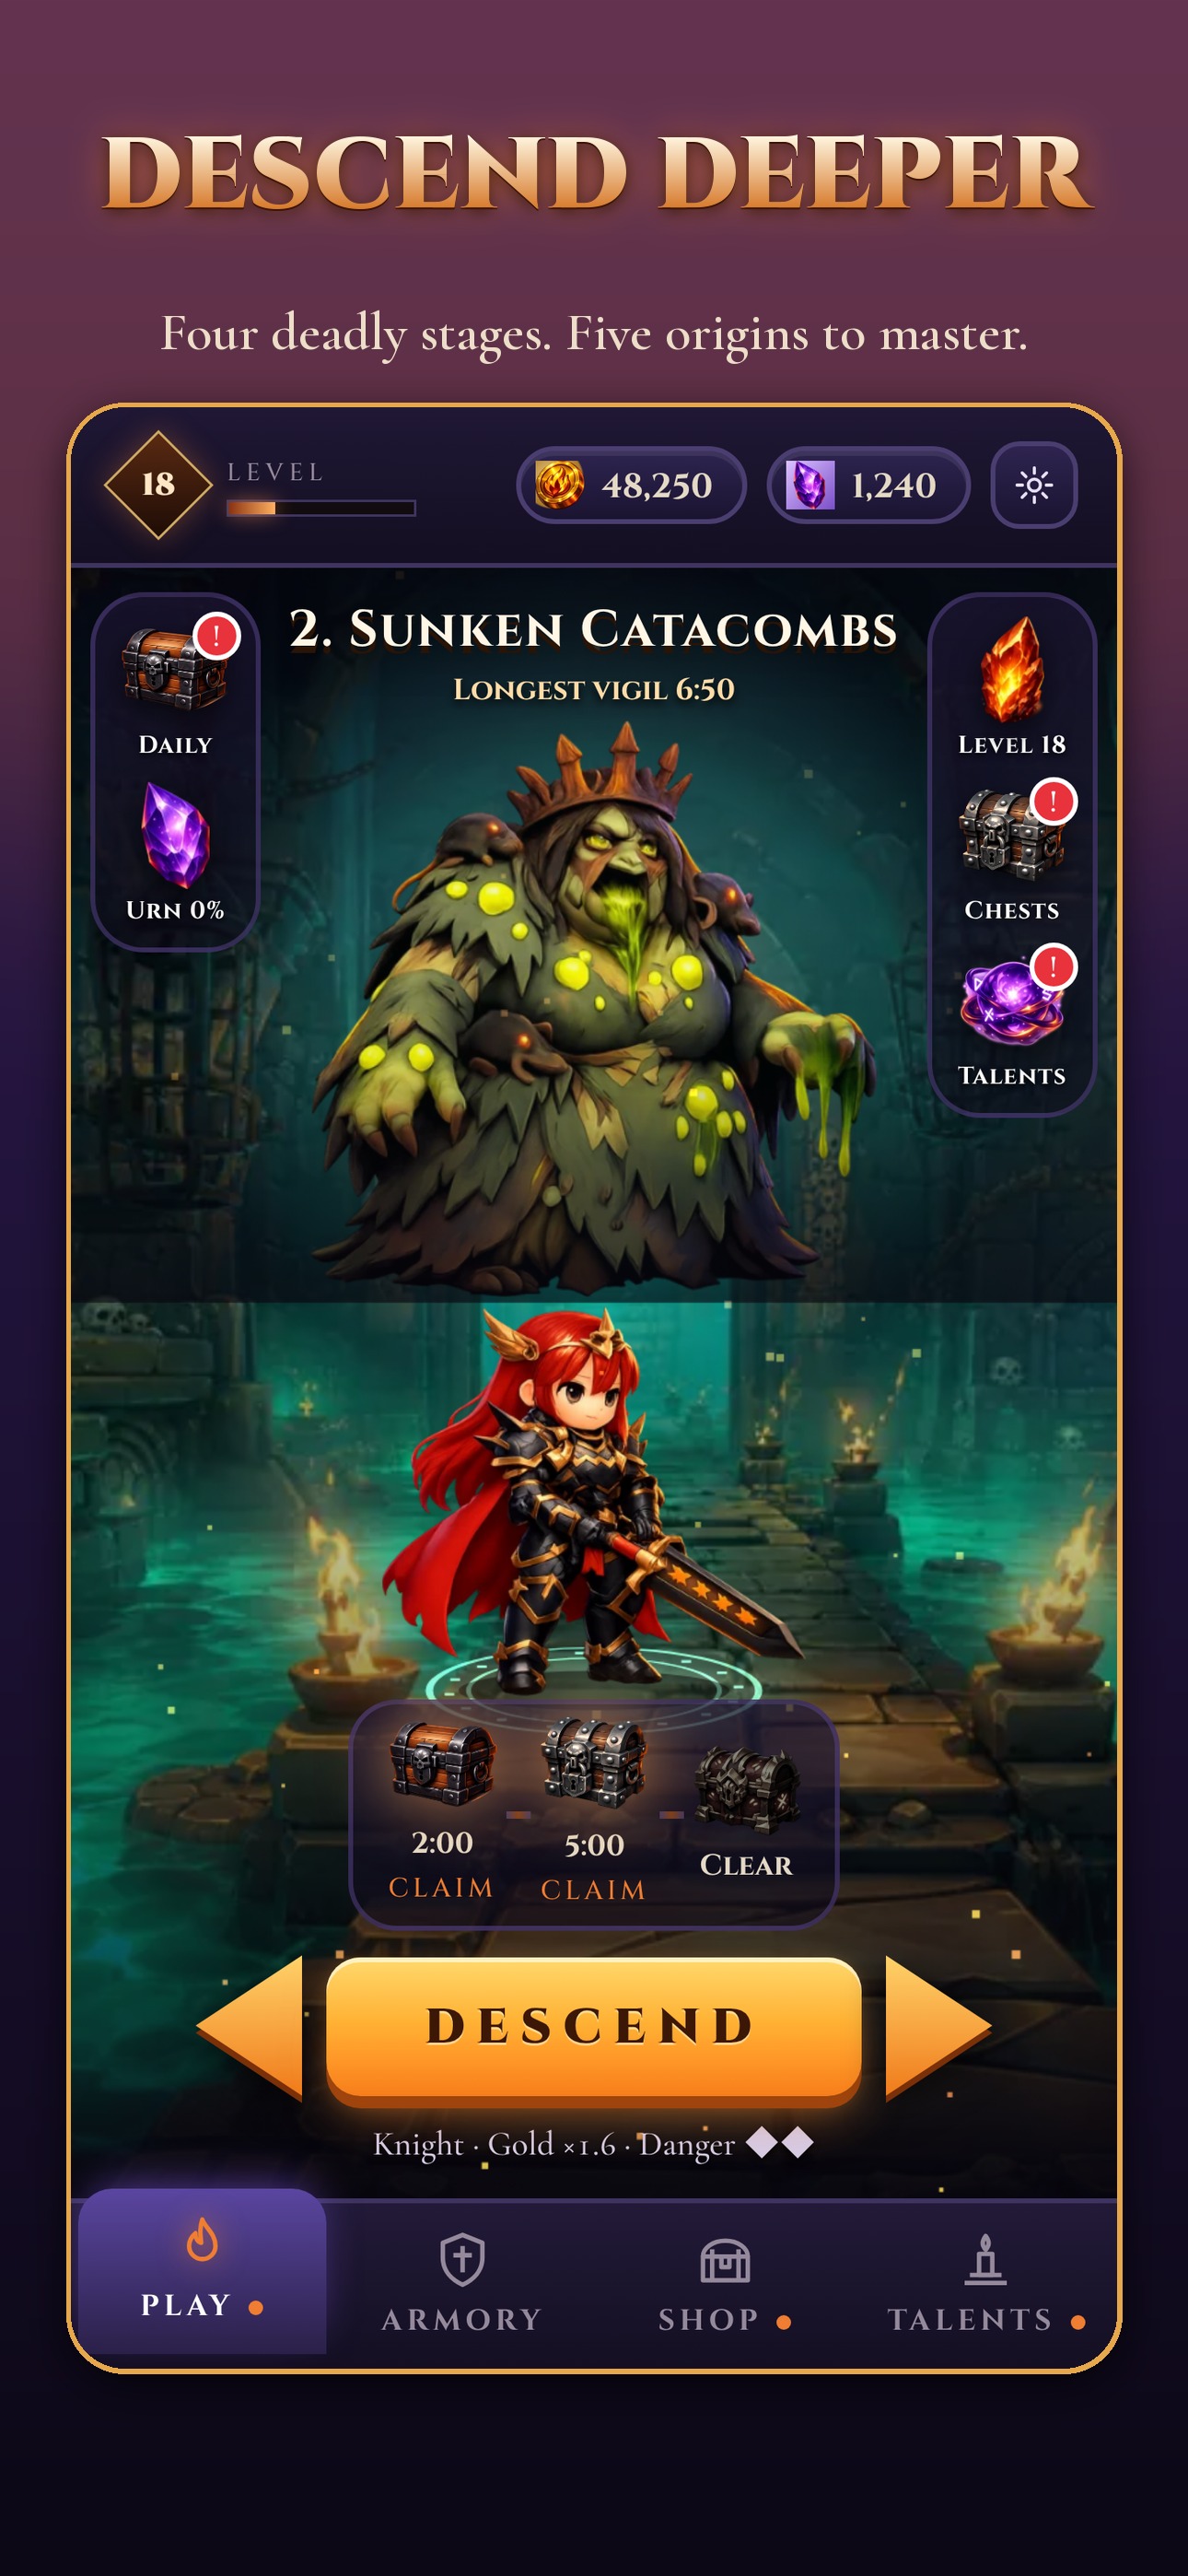 DESCEND DEEPER
Four deadly stages. Five origins to master.
18
LEVEL
48,250
1,240
2. Sunken Catacombs
Longest vigil 6:50
!
Daily
Urn 0%
Level 18
!
Chests
!
Talents
2:00
CLAIM
5:00
CLAIM
Clear
DESCEND
Knight · Gold ×1.6 · Danger ◆◆
PLAY
ARMORY
SHOP
TALENTS